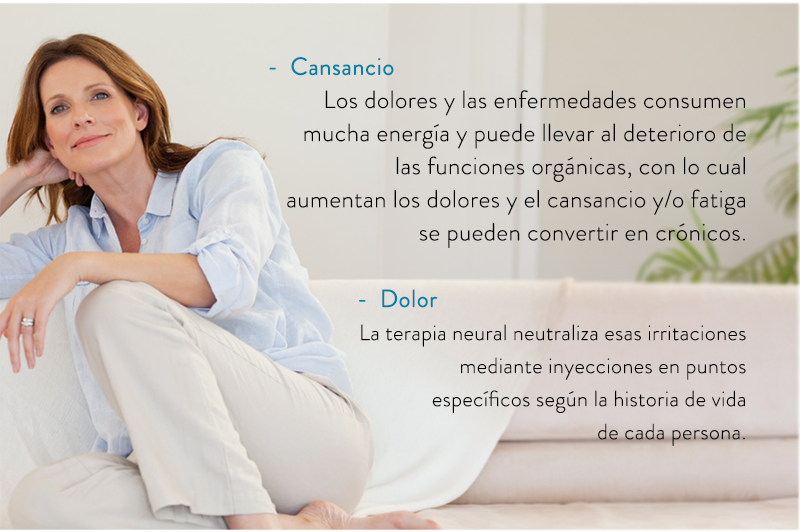 - Cansancio
Los dolores y las enfermedades consumen
mucha energía y puede llevar al deterioro de
las funciones orgánicas, con lo cual
aumentan los dolores y el cansancio y/o fatiga
se pueden convertir en crónicos.
- Dolor
La terapia neural neutraliza esas irritaciones
mediante inyecciones en puntos
específicos según la historia de vida
de cada persona.